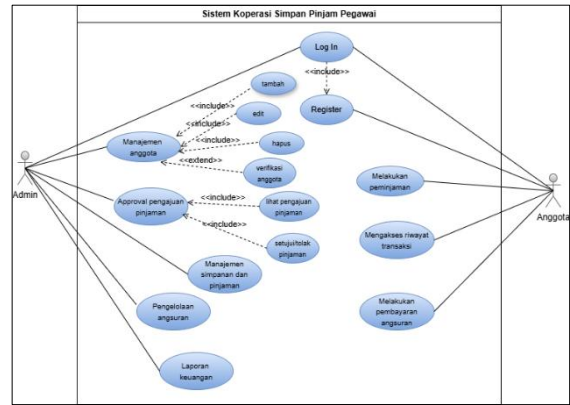 Sistem Koperasi Simpan Pinjam Pegawai
Log In
<<include>>
Register
tambah
<<include>>
edit
<<include>>
Manajemen
anggota
<<include>>
hapus
<<extend>>
verifikasi
anggota
Admin
Approval pengajuan
pinjaman
<<include>>
lihat pengajuan
pinjaman
<<include>>
setujui/tolak
pinjaman
Manajemen
simpanan dan
pinjaman
Pengelolaan
angsuran
Laporan
keuangan
Melakukan
peminjaman
Anggota
Mengakses riwayat
transaksi
Melakukan
pembayaran
angsuran